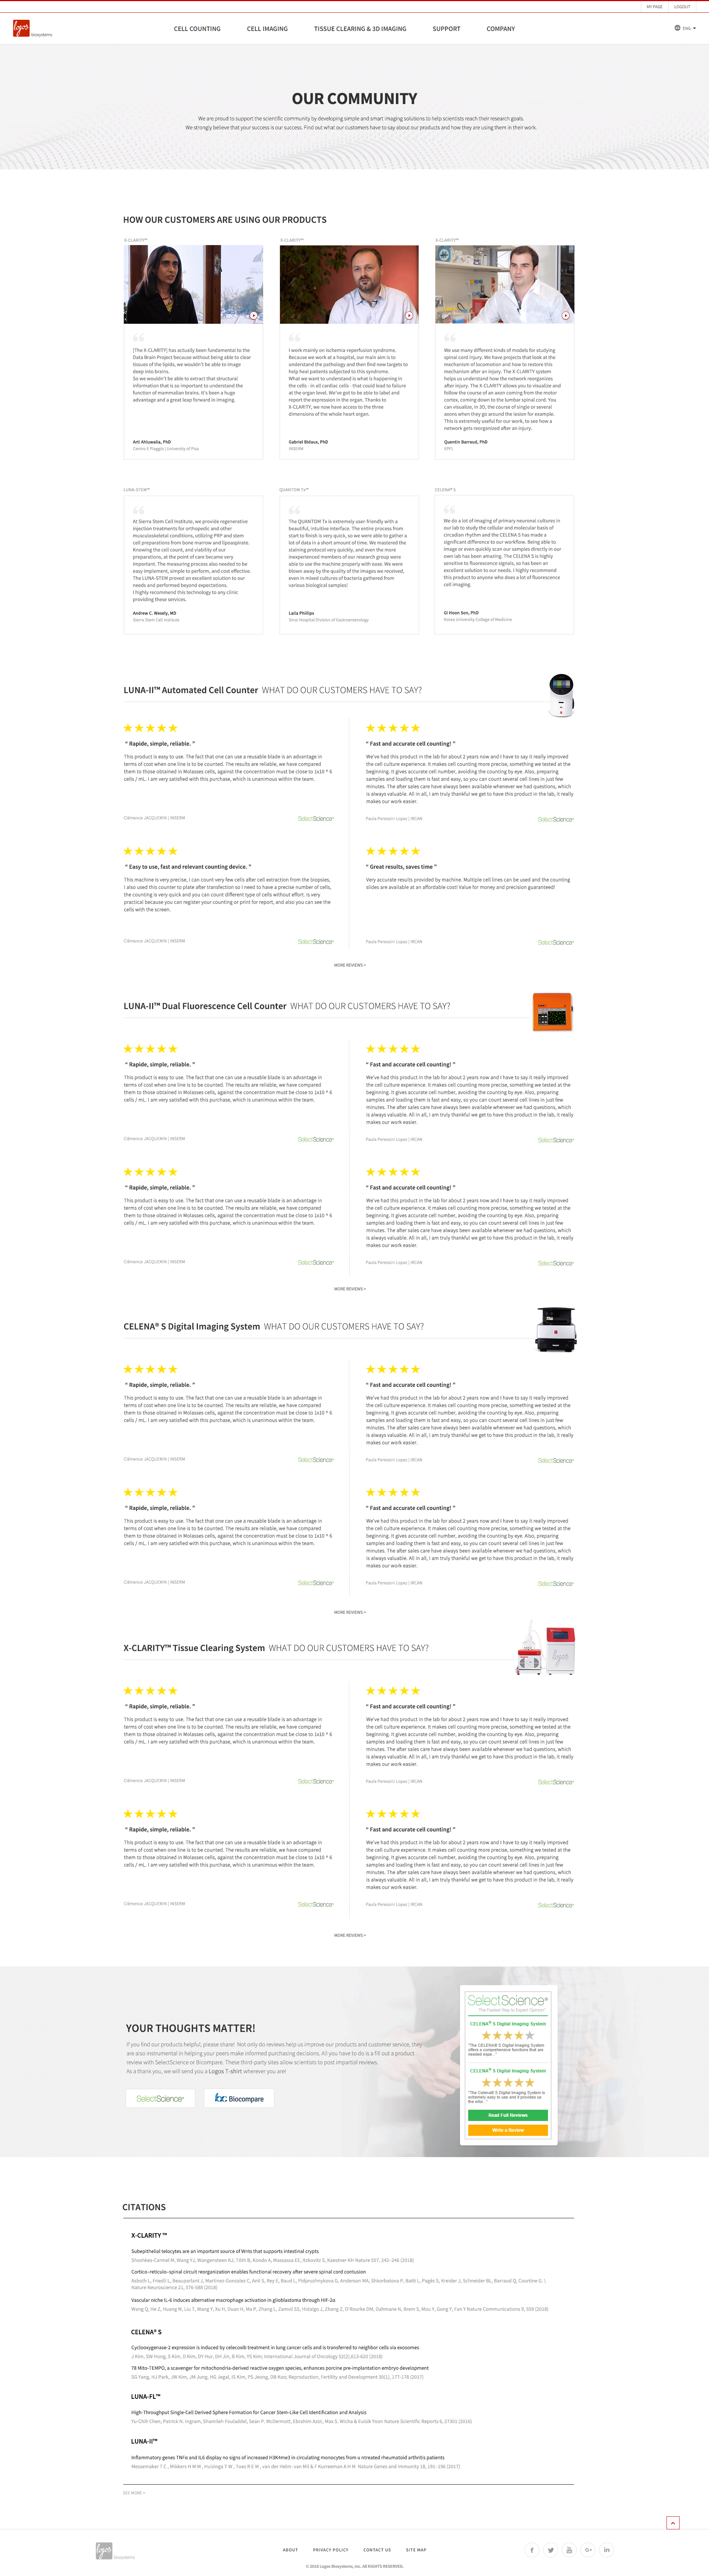 MY PAGE
LOGOUT
logos
biosystems
CELL COUNTING
CELL IMAGING
TISSUE CLEARING & 3D IMAGING
SUPPORT
COMPANY
ENG
OUR COMMUNITY
We are proud to support the scientific community by developing simple and smart imaging solutions to help scientists reach their research goals.
We strongly believe that your success is our success. Find out what our customers have to say about our products and how they are using them in their work.
HOW OUR CUSTOMERS ARE USING OUR PRODUCTS
X-CLARITY™
[The X-CLARITY] has actually been fundamental to the
Data Brain Project because without being able to clear
tissues of the lipids, we wouldn't be able to image
deep into brains.
So we wouldn't be able to extract that structural
information that is so important to understand the
function of mammalian brains. It's been a huge
advantage and a great leap forward in imaging.
Arti Ahluwalia, PhD
Centro E Piaggio | University of Pisa
X-CLARITY™
I work mainly on ischemia-reperfusion syndrome.
Because we work at a hospital, our main aim is to
understand the pathology and then find new targets to
help heal patients subjected to this syndrome.
What we want to understand is what is happening in
the cells - in all cardiac cells - that could lead to failure
at the organ level. We've got to be able to label and
report the expression in the organ. Thanks to
X-CLARITY, we now have access to the three
dimensions of the whole heart organ.
Gabriel Bidaux, PhD
INSERM
X-CLARITY™
We use many different kinds of models for studying
spinal cord injury. We have projects that look at the
mechanism of locomotion and how to restore this
mechanism after an injury. The X-CLARITY system
helps us understand how the network reorganizes
after injury. The X-CLARITY allows you to visualize and
follow the course of an axon coming from the motor
cortex, coming down to the lumbar spinal cord. You
can visualize, in 3D, the course of single or several
axons when they go around the lesion for example.
This is extremely useful for our work, to see how a
network gets reorganized after an injury.
Quentin Barraud, PhD
EPFL
LUNA-STEM™
At Sierra Stem Cell Institute, we provide regenerative
injection treatments for orthopedic and other
musculoskeletal conditions, utilizing PRP and stem
cell preparations from bone marrow and lipoaspirate.
Knowing the cell count, and viability of our
preparations, at the point of care became very
important. The measuring process also needed to be
easy implement, simple to perform, and cost effective.
The LUNA-STEM proved an excellent solution to our
needs and performed beyond expectations.
I highly recommend this technology to any clinic
providing these services.
Andrew C. Wesely, MD
Sierra Stem Cell Institute
QUANTOM Tx™
The QUANTOM Tx is extremely user-friendly with a
beautiful, intuitive interface. The entire process from
start to finish is very quick, so we were able to gather a
lot of data in a short amount of time. We mastered the
staining protocol very quickly, and even the more
inexperienced members of our research group were
able to use the machine properly with ease. We were
blown away by the quality of the images we received,
even in mixed cultures of bacteria gathered from
various biological samples!
Laila Phillips
Sinai Hospital Division of Gastroenterology
CELENA® S
We do a lot of imaging of primary neuronal cultures in
our lab to study the cellular and molecular basis of
circadian rhythm and the CELENA S has made a
significant difference to our workflow. Being able to
image or even quickly scan our samples directly in our
own lab has been amazing. The CELENA S is highly
sensitive to fluorescence signals, so has been an
excellent solution to our needs. I highly recommend
this product to anyone who does a lot of fluorescence
cell imaging.
Gi Hoon Son, PhD
Korea University College of Medicine
LUNA-II™ Automated Cell Counter WHAT DO OUR CUSTOMERS HAVE TO SAY?
" Rapide, simple, reliable. "
This product is easy to use. The fact that one can use a reusable blade is an advantage in
terms of cost when one line is to be counted. The results are reliable, we have compared
them to those obtained in Malasses cells, against the concentration must be close to 1x10 ^ 6
cells / mL. I am very satisfied with this purchase, which is unanimous within the team.
Clémence JACQUEMIN | INSERM
SelectScience®
" Fast and accurate cell counting! "
We've had this product in the lab for about 2 years now and I have to say it really improved
the cell culture experience. It makes cell counting more precise, something we tested at the
beginning. It gives accurate cell number, avoiding the counting by eye. Also, preparing
samples and loading them is fast and easy, so you can count several cell lines in just few
minutes. The after sales care have always been available whenever we had questions, which
is always valuable. All in all, I am truly thankful we get to have this product in the lab, it really
makes our work easier.
Paula Pereseiri Lopez | IRCAN
SelectScience®
" Easy to use, fast and relevant counting device. "
This machine is very precise, I can count very few cells after cell extraction from the biopsies,
I also used this counter to plate after transfection so I need to have a precise number of cells,
the counting is very quick and you can count different type of cells without effort. Is very
practical because you can register your counting or print for report, and also you can see the
cells with the screen.
Clémence JACQUEMIN | INSERM
SelectScience®
" Great results, saves time "
Very accurate results provided by machine. Multiple cell lines can be used and the counting
slides are available at an affordable cost! Value for money and precision guaranteed!
Paula Pereseiri Lopez | IRCAN
SelectScience®
MORE REVIEWS >
LUNA-II™ Dual Fluorescence Cell Counter WHAT DO OUR CUSTOMERS HAVE TO SAY?
" Rapide, simple, reliable. "
This product is easy to use. The fact that one can use a reusable blade is an advantage in
terms of cost when one line is to be counted. The results are reliable, we have compared
them to those obtained in Malasses cells, against the concentration must be close to 1x10 ^ 6
cells / mL. I am very satisfied with this purchase, which is unanimous within the team.
Clémence JACQUEMIN | INSERM
SelectScience®
" Fast and accurate cell counting! "
We've had this product in the lab for about 2 years now and I have to say it really improved
the cell culture experience. It makes cell counting more precise, something we tested at the
beginning. It gives accurate cell number, avoiding the counting by eye. Also, preparing
samples and loading them is fast and easy, so you can count several cell lines in just few
minutes. The after sales care have always been available whenever we had questions, which
is always valuable. All in all, I am truly thankful we get to have this product in the lab, it really
makes our work easier.
Paula Pereseiri Lopez | IRCAN
SelectScience®
" Rapide, simple, reliable. "
This product is easy to use. The fact that one can use a reusable blade is an advantage in
terms of cost when one line is to be counted. The results are reliable, we have compared
them to those obtained in Malasses cells, against the concentration must be close to 1x10 ^ 6
cells / mL. I am very satisfied with this purchase, which is unanimous within the team.
Clémence JACQUEMIN | INSERM
SelectScience®
" Fast and accurate cell counting! "
We've had this product in the lab for about 2 years now and I have to say it really improved
the cell culture experience. It makes cell counting more precise, something we tested at the
beginning. It gives accurate cell number, avoiding the counting by eye. Also, preparing
samples and loading them is fast and easy, so you can count several cell lines in just few
minutes. The after sales care have always been available whenever we had questions, which
is always valuable. All in all, I am truly thankful we get to have this product in the lab, it really
makes our work easier.
Paula Pereseiri Lopez | IRCAN
SelectScience®
MORE REVIEWS >
CELENA® S Digital Imaging System WHAT DO OUR CUSTOMERS HAVE TO SAY?
" Rapide, simple, reliable. "
This product is easy to use. The fact that one can use a reusable blade is an advantage in
terms of cost when one line is to be counted. The results are reliable, we have compared
them to those obtained in Malasses cells, against the concentration must be close to 1x10 ^ 6
cells / mL. I am very satisfied with this purchase, which is unanimous within the team.
Clémence JACQUEMIN | INSERM
SelectScience®
" Fast and accurate cell counting! "
We've had this product in the lab for about 2 years now and I have to say it really improved
the cell culture experience. It makes cell counting more precise, something we tested at the
beginning. It gives accurate cell number, avoiding the counting by eye. Also, preparing
samples and loading them is fast and easy, so you can count several cell lines in just few
minutes. The after sales care have always been available whenever we had questions, which
is always valuable. All in all, I am truly thankful we get to have this product in the lab, it really
makes our work easier.
Paula Pereseiri Lopez | IRCAN
SelectScience®
" Rapide, simple, reliable. "
This product is easy to use. The fact that one can use a reusable blade is an advantage in
terms of cost when one line is to be counted. The results are reliable, we have compared
them to those obtained in Malasses cells, against the concentration must be close to 1x10 ^ 6
cells / mL. I am very satisfied with this purchase, which is unanimous within the team.
Clémence JACQUEMIN | INSERM
SelectScience®
" Fast and accurate cell counting! "
We've had this product in the lab for about 2 years now and I have to say it really improved
the cell culture experience. It makes cell counting more precise, something we tested at the
beginning. It gives accurate cell number, avoiding the counting by eye. Also, preparing
samples and loading them is fast and easy, so you can count several cell lines in just few
minutes. The after sales care have always been available whenever we had questions, which
is always valuable. All in all, I am truly thankful we get to have this product in the lab, it really
makes our work easier.
Paula Pereseiri Lopez | IRCAN
SelectScience®
MORE REVIEWS >
X-CLARITY™ Tissue Clearing System WHAT DO OUR CUSTOMERS HAVE TO SAY?
logos
" Rapide, simple, reliable. "
This product is easy to use. The fact that one can use a reusable blade is an advantage in
terms of cost when one line is to be counted. The results are reliable, we have compared
them to those obtained in Malasses cells, against the concentration must be close to 1x10 ^ 6
cells / mL. I am very satisfied with this purchase, which is unanimous within the team.
Clémence JACQUEMIN | INSERM
SelectScience®
" Fast and accurate cell counting! "
We've had this product in the lab for about 2 years now and I have to say it really improved
the cell culture experience. It makes cell counting more precise, something we tested at the
beginning. It gives accurate cell number, avoiding the counting by eye. Also, preparing
samples and loading them is fast and easy, so you can count several cell lines in just few
minutes. The after sales care have always been available whenever we had questions, which
is always valuable. All in all, I am truly thankful we get to have this product in the lab, it really
makes our work easier.
Paula Pereseiri Lopez | IRCAN
SelectScience®
" Rapide, simple, reliable. "
This product is easy to use. The fact that one can use a reusable blade is an advantage in
terms of cost when one line is to be counted. The results are reliable, we have compared
them to those obtained in Malasses cells, against the concentration must be close to 1x10 ^ 6
cells / mL. I am very satisfied with this purchase, which is unanimous within the team.
Clémence JACQUEMIN | INSERM
SelectScience®
" Fast and accurate cell counting! "
We've had this product in the lab for about 2 years now and I have to say it really improved
the cell culture experience. It makes cell counting more precise, something we tested at the
beginning. It gives accurate cell number, avoiding the counting by eye. Also, preparing
samples and loading them is fast and easy, so you can count several cell lines in just few
minutes. The after sales care have always been available whenever we had questions, which
is always valuable. All in all, I am truly thankful we get to have this product in the lab, it really
makes our work easier.
Paula Pereseiri Lopez | IRCAN
SelectScience®
MORE REVIEWS >
YOUR THOUGHTS MATTER!
If you find our products helpful, please share! Not only do reviews help us improve our products and customer service, they
are also instrumental in helping your peers make informed purchasing decisions. All you have to do is a fill out a product
review with SelectScience or Biocompare. These third party sites allow scientists to post impartial reviews.
As a thank you, we will send you a Logos T-shirt wherever you are!
SelectScience®
bc Biocompare
SelectScience®
The Fastest Way to Expert Opinion™
CELENA® S Digital Imaging System
"The CELENA® S Digital Imaging System
offers a comprehensive functions that are
needed espe..."
CELENA® S Digital Imaging System
"The Celena® S Digital Imaging System is
extremely easy to use and it provides us
the whar..."
Read Full Reviews
Write a Review
CITATIONS
X-CLARITY ™
Subepithelial telocytes are an important source of Wnts that supports intestinal crypts
Shoshkes-Carmel M, Wang YJ, Wangensteen KJ, Tóth B, Kondo A, Massassa EE, Itzkovitz S, Kaestner KH Nature 557, 242–246 (2018)
Cortico–reticulo–spinal circuit reorganization enables functional recovery after severe spinal cord contusion
Asboth L, Friedli L, Beauparlant J, Martinez-Gonzalez C, Anil S, Rey E, Baud L, Pidpruzhnykova G, Anderson MA, Shkorbatova P, Batti L, Pagès S, Kreider J, Schneider BL, Barraud Q, Courtine G. |
Nature Neuroscience 21, 576-588 (2018)
Vascular niche IL-6 induces alternative macrophage activation in glioblastoma through HIF-2α
Wang Q, He Z, Huang M, Liu T, Wang Y, Xu H, Duan H, Ma P, Zhang L, Zamvil SS, Hidalgo J, Zhang Z, O'Rourke DM, Dahmane N, Brem S, Mou Y, Gong Y, Fan Y Nature Communications 9, 559 (2018)
CELENA® S
Cyclooxygenase-2 expression is induced by celecoxib treatment in lung cancer cells and is transferred to neighbor cells via exosomes
J Kim, SW Hong, S Kim, D Kim, DY Hur, DH Jin, B Kim, YS Kim; International Journal of Oncology 52(2),613-620 (2018)
78 Mito-TEMPO, a scavenger for mitochondria-derived reactive oxygen species, enhances porcine pre-implantation embryo development
SG Yang, HJ Park, JW Kim, JM Jung, HG Jegal, IS Kim, PS Jeong, DB Koo; Reproduction, Fertility and Development 30(1), 177-178 (2017)
LUNA-FL™
High-Throughput Single-Cell Derived Sphere Formation for Cancer Stem-Like Cell Identification and Analysis
Yu-Chih Chen, Patrick N. Ingram, Shamileh Fouladdel, Sean P. McDermott, Ebrahim Azizi, Max S. Wicha & Euisik Yoon Nature Scientific Reports 6, 27301 (2016)
LUNA-II™
Inflammatory genes TNFα and IL6 display no signs of increased H3K4me3 in circulating monocytes from u ntreated rheumatoid arthritis patients
Messemaker T C , Mikkers H M M , Huizinga T W , Toes R E M , van der Helm- van Mil & F Kurreeman A H M Nature Genes and Immunity 18, 191–196 (2017)
SEE MORE >
logos
biosystems
ABOUT
PRIVACY POLICY
CONTACT US
SITE MAP
© 2018 Logos Biosystems, Inc. All RIGHTS RESERVED.